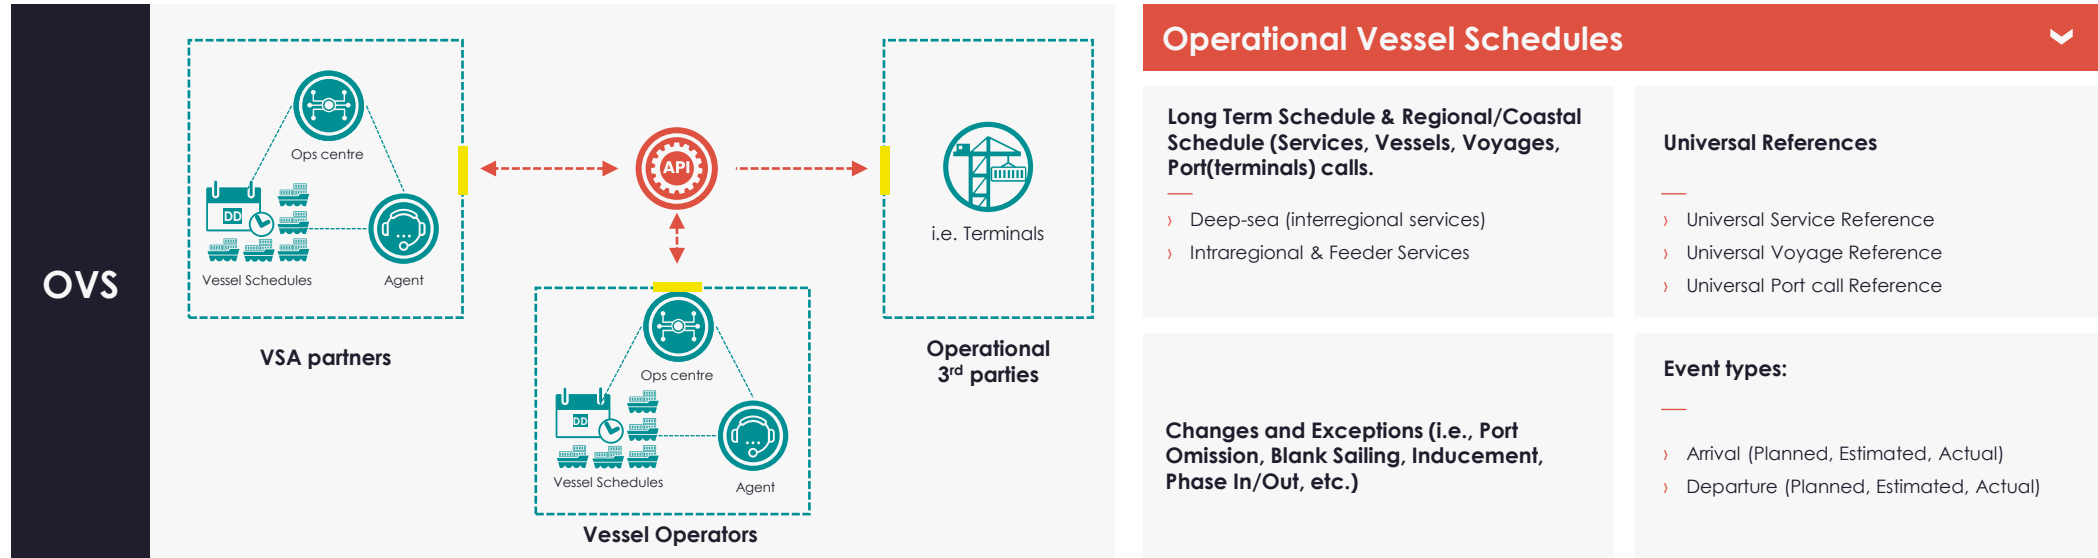 OVS
Ops centre
DD
Vessel Schedules
Agent
VSA partners
API
i.e. Terminals
Operational
3rd parties
Ops centre
DD
Vessel Schedules
Agent
Vessel Operators
Operational Vessel Schedules
Long Term Schedule & Regional/Coastal
Schedule (Services, Vessels, Voyages,
Port(terminals) calls.
› Deep-sea (interregional services)
› Intraregional & Feeder Services
Universal References
› Universal Service Reference
› Universal Voyage Reference
› Universal Port call Reference
Changes and Exceptions (i.e., Port
Omission, Blank Sailing, Inducement,
Phase In/Out, etc.)
Event types:
› Arrival (Planned, Estimated, Actual)
› Departure (Planned, Estimated, Actual)